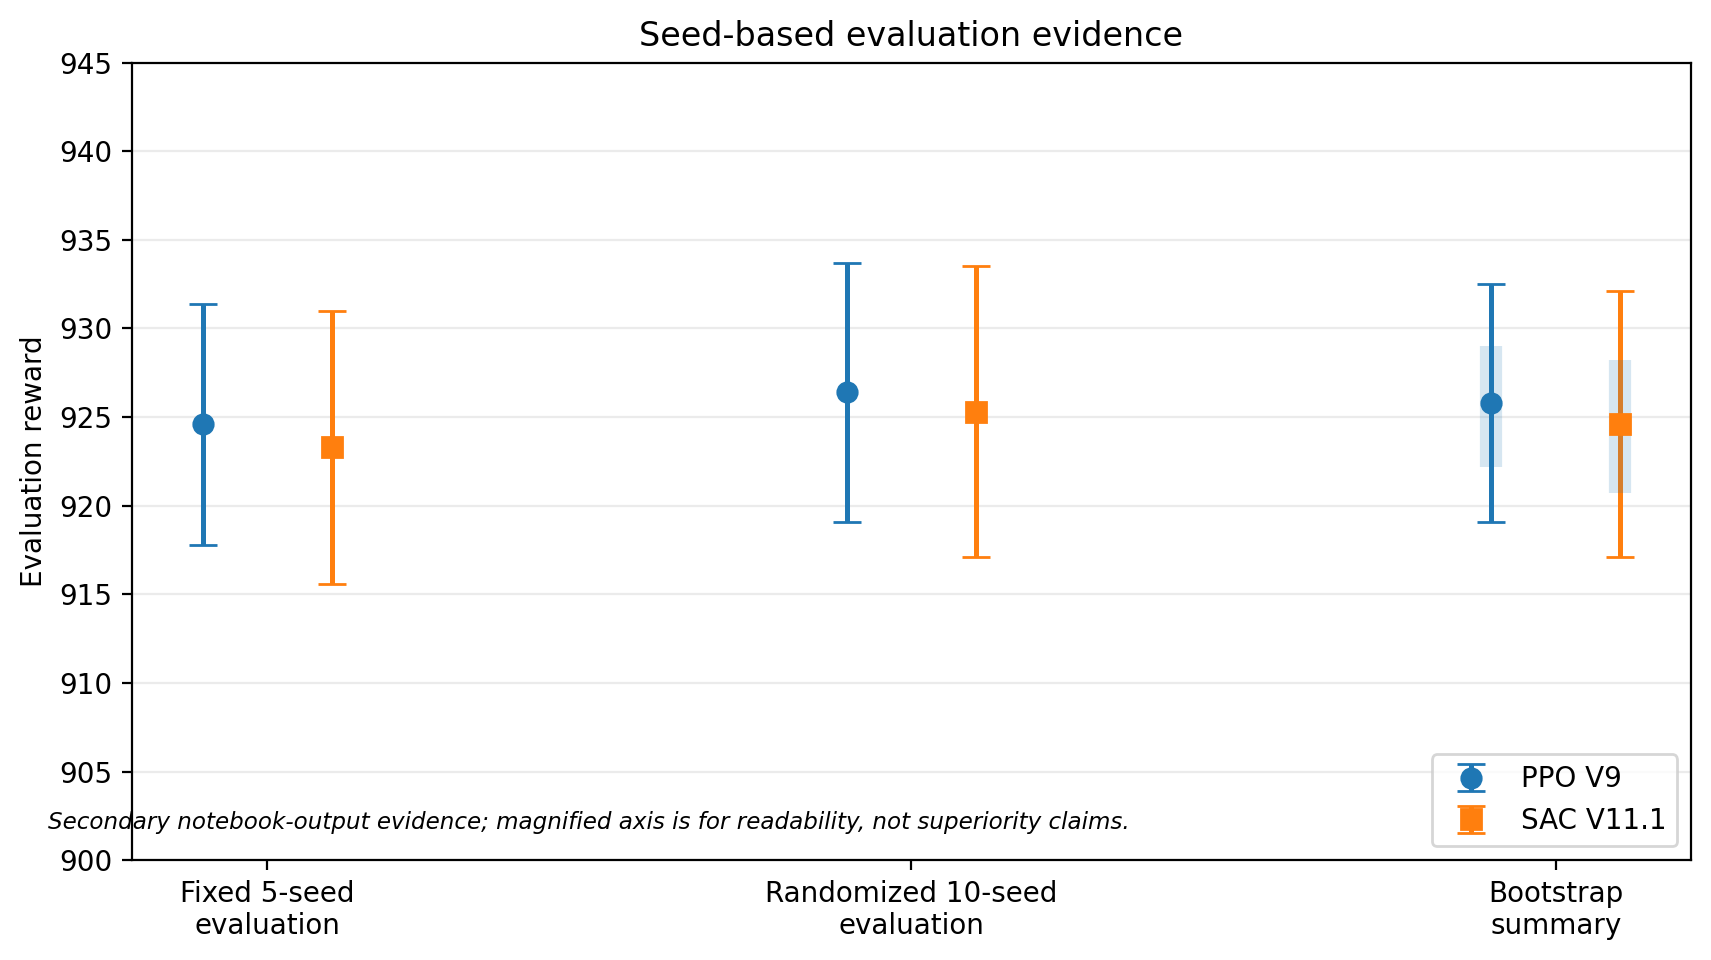 Seed-based evaluation evidence
Evaluation reward
945
940
935
930
925
920
915
910
905
900
PPO V9
SAC V11.1
Secondary notebook-output evidence; magnified axis is for readability, not superiority claims.
Fixed 5-seed
evaluation
Randomized 10-seed
evaluation
Bootstrap
summary